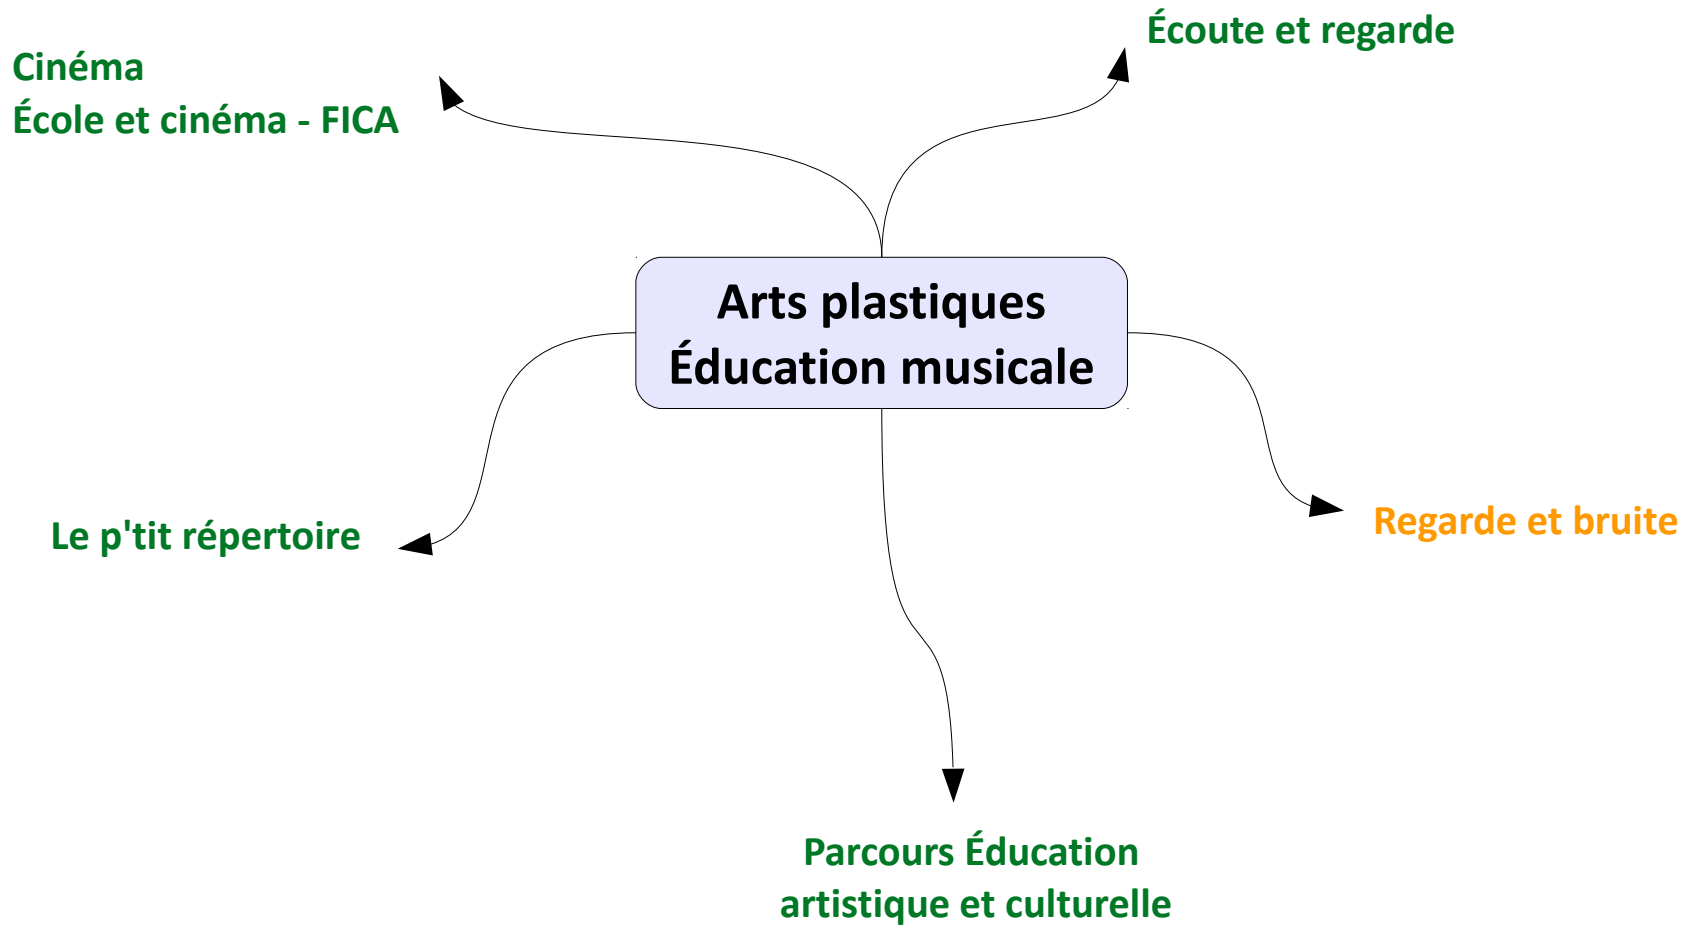 Écoute et regarde
Cinéma
École et cinéma - FICA
Arts plastiques
Éducation musicale
Le p'tit répertoire
Regarde et bruite
Parcours Éducation
artistique et culturelle